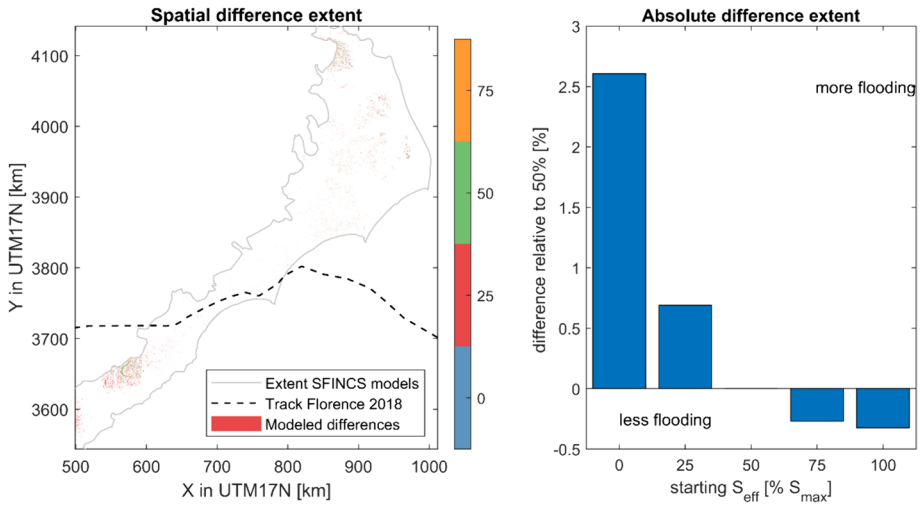 Spatial difference extent
Y in UTM17N [km]
4100
4000
3900
3800
3700
3600
500 600 700 800 900 1000
X in UTM17N [km]
Extent SFINCS models
Track Florence 2018
Modeled differences
75
50
25
0
Absolute difference extent
difference relative to 50% [%]
3
2.5
2
1.5
1
0.5
0
-0.5
more flooding
less flooding
0 25 50 75 100
starting S_eff [% S_max]